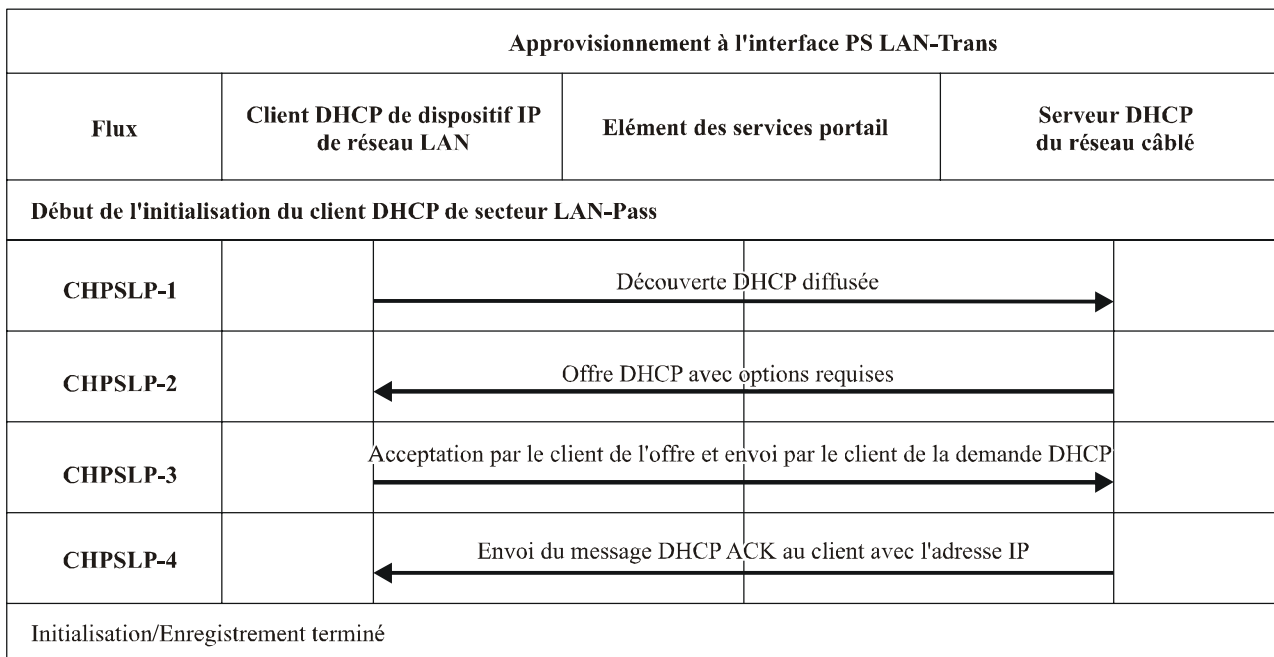 Approvisionnement à l'interface PS LAN-Trans
Flux
Client DHCP de dispositif IP
de réseau LAN
Elément des services portail
Serveur DHCP
du réseau câblé
Début de l'initialisation du client DHCP de secteur LAN-Pass
CHPSLP-1
Découverte DHCP diffusée
CHPSLP-2
Offre DHCP avec options requises
CHPSLP-3
Acceptation par le client de l'offre et envoi par le client de la demande DHCP
CHPSLP-4
Envoi du message DHCP ACK au client avec l'adresse IP
Initialisation/Enregistrement terminé